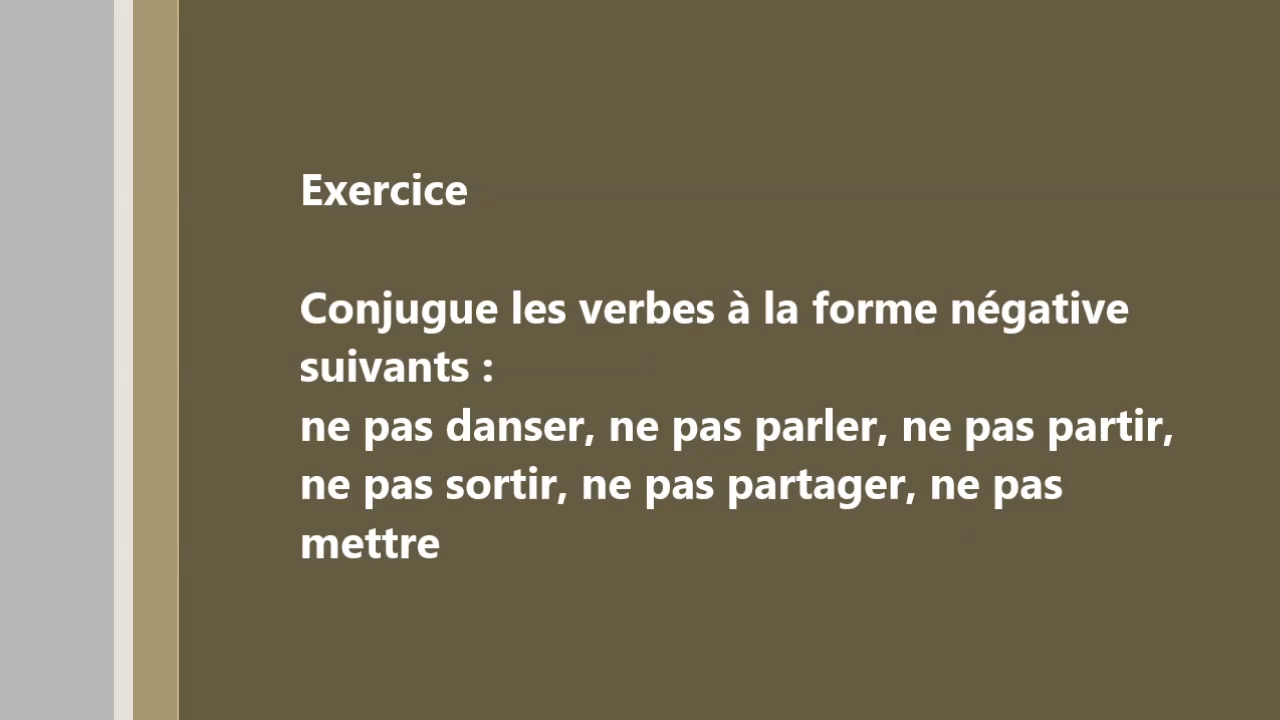 Exercice
Conjugue les verbes à la forme négative
suivants :
ne pas danser, ne pas parler, ne pas partir,
ne pas sortir, ne pas partager, ne pas
mettre